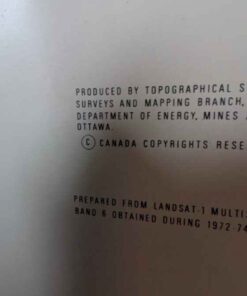 PRODUCED BY TOPOGRAPHICAL S
SURVEYS AND MAPPING BRANCH,
DEPARTMENT OF ENERGY, MINES
OTTAWA.
© CANADA COPYRIGHTS RESE
PREPARED FROM LANDSAT-1 MULTIS
BAND 6 OBTAINED DURING 1972-74